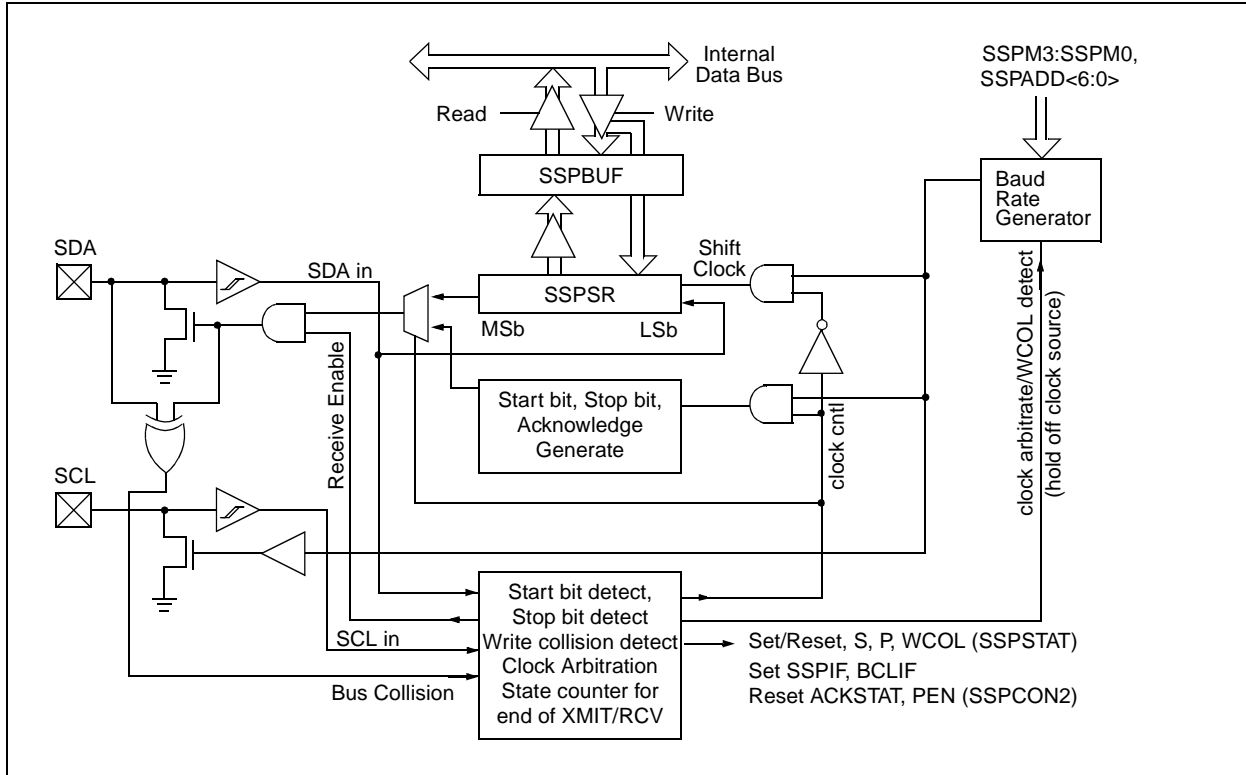 Internal
Data Bus
SSPM3:SSPM0,
SSPADD<6:0>
Read
Write
SSPBUF
Baud
Rate
Generator
SDA
SDA in
Shift
Clock
SSPSR
MSb
LSb
Receive Enable
Start bit, Stop bit,
Acknowledge
Generate
clock cntl
clock arbitrate/WCOL detect
(hold off clock source)
SCL
SCL in
Bus Collision
Start bit detect,
Stop bit detect
Write collision detect
Clock Arbitration
State counter for
end of XMIT/RCV
Set/Reset, S, P, WCOL (SSPSTAT)
Set SSPIF, BCLIF
Reset ACKSTAT, PEN (SSPCON2)